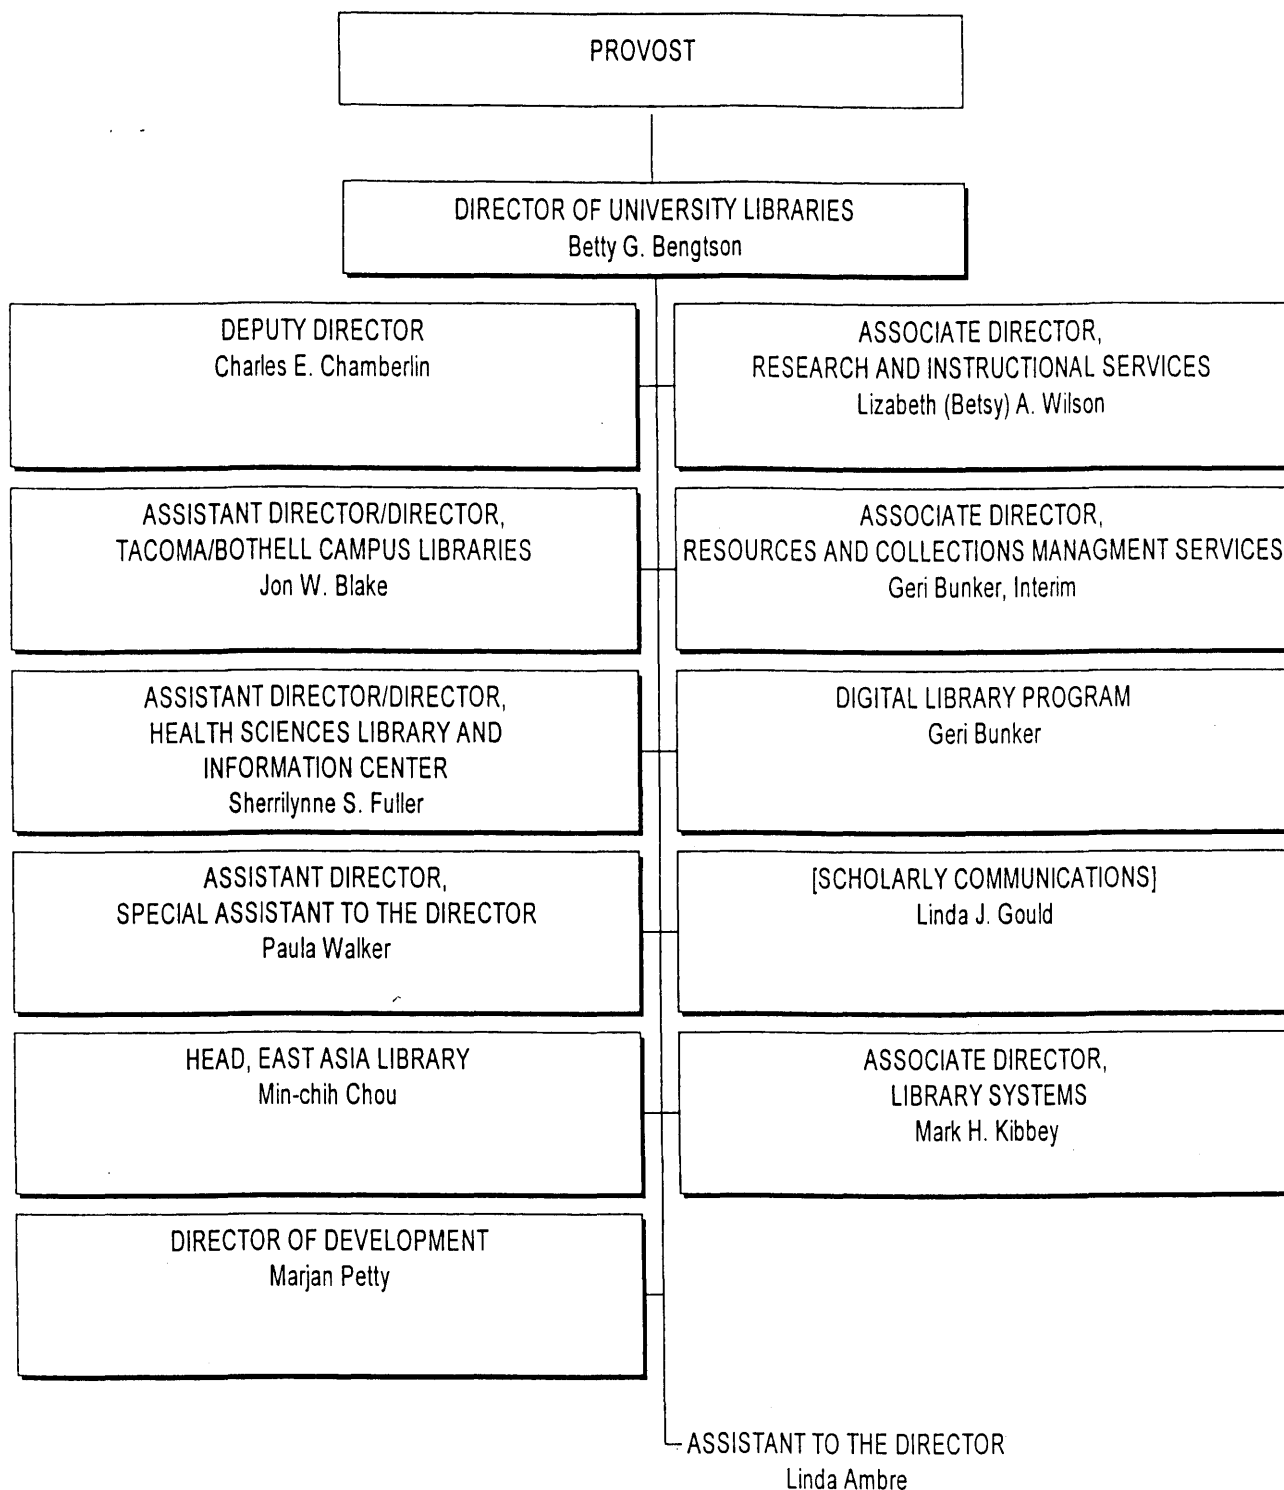 PROVOST
DIRECTOR OF UNIVERSITY LIBRARIES
Betty G. Bengtson
DEPUTY DIRECTOR
Charles E. Chamberlin
ASSOCIATE DIRECTOR,
RESEARCH AND INSTRUCTIONAL SERVICES
Lizabeth (Betsy) A. Wilson
ASSISTANT DIRECTOR/DIRECTOR,
TACOMA/BOTHELL CAMPUS LIBRARIES
Jon W. Blake
ASSOCIATE DIRECTOR,
RESOURCES AND COLLECTIONS MANAGMENT SERVICES
Geri Bunker, Interim
ASSISTANT DIRECTOR/DIRECTOR,
HEALTH SCIENCES LIBRARY AND
INFORMATION CENTER
Sherrilynne S. Fuller
DIGITAL LIBRARY PROGRAM
Geri Bunker
ASSISTANT DIRECTOR,
SPECIAL ASSISTANT TO THE DIRECTOR
Paula Walker
[SCHOLARLY COMMUNICATIONS]
Linda J. Gould
HEAD, EAST ASIA LIBRARY
Min-chih Chou
ASSOCIATE DIRECTOR,
LIBRARY SYSTEMS
Mark H. Kibbey
DIRECTOR OF DEVELOPMENT
Marjan Petty
ASSISTANT TO THE DIRECTOR
Linda Ambre